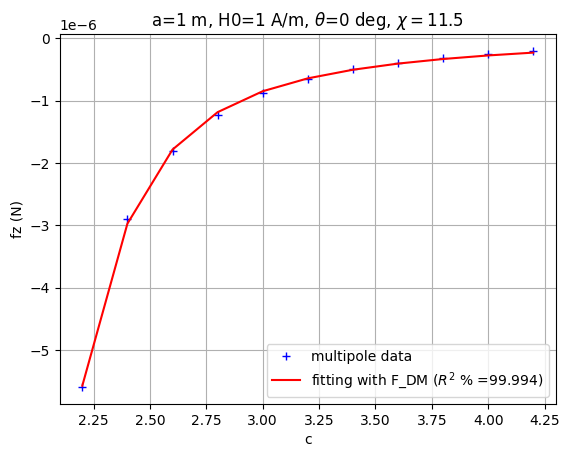 a=1 m, H0=1 A/m, θ=0 deg, χ = 11.5
1e−6
0
−1
−2
−3
−4
−5
fz (N)
multipole data
fitting with F_DM (R² % =99.994)
2.25 2.50 2.75 3.00 3.25 3.50 3.75 4.00 4.25
c